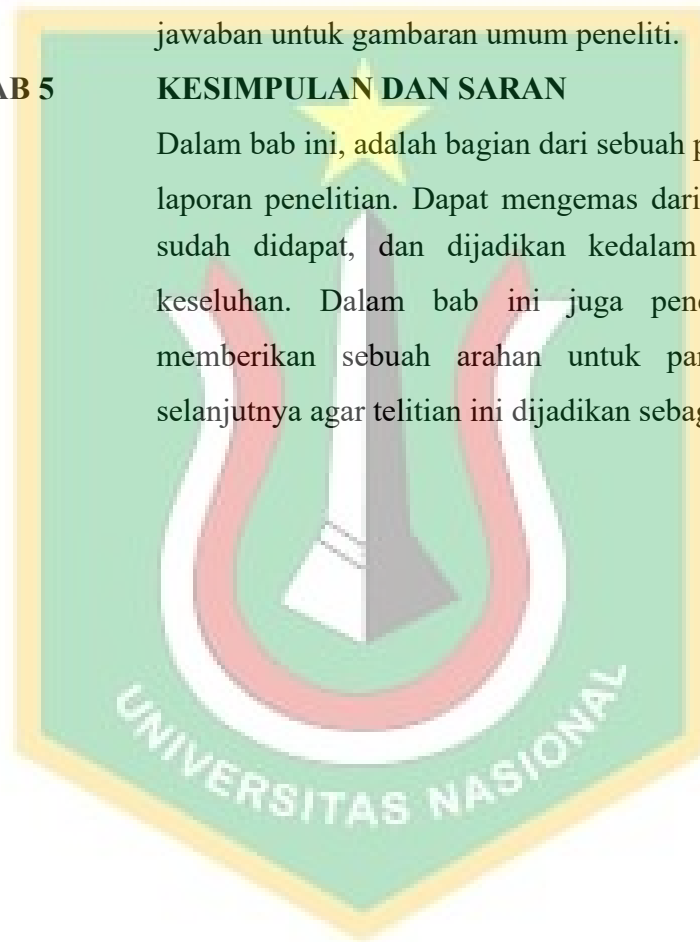 jawaban untuk gambaran umum peneliti.
AB 5 KESIMPULAN DAN SARAN
Dalam bab ini, adalah bagian dari sebuah
laporan penelitian. Dapat mengemas dari
sudah didapat, dan dijadikan kedalam
keseluhan. Dalam bab ini juga
memberikan sebuah arahan untuk
selanjutnya agar telitian ini dijadikan
UNIVERSITAS NASIONAL